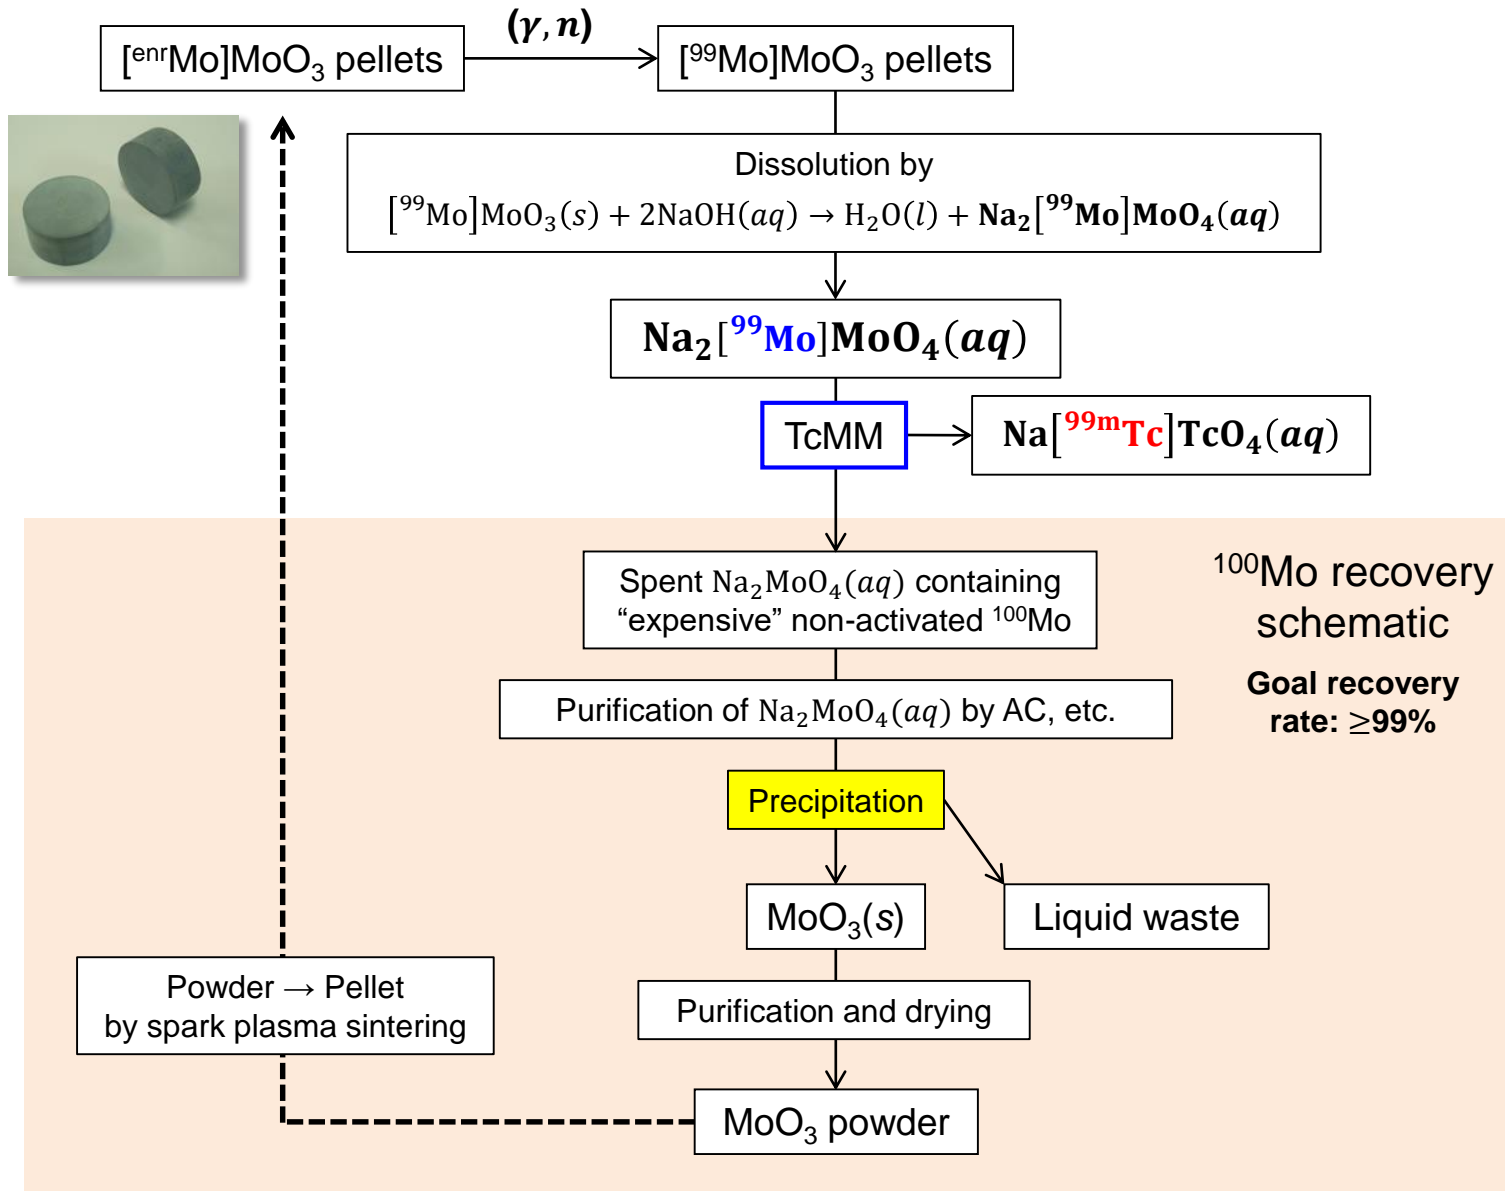 (γ, n)
[ᵉⁿʳMo]MoO₃ pellets
[⁹⁹Mo]MoO₃ pellets
Dissolution by
[⁹⁹Mo]MoO₃(s) + 2NaOH(aq) → H₂O(l) + Na₂[⁹⁹Mo]MoO₄(aq)
Na₂[⁹⁹Mo]MoO₄(aq)
TcMM
Na[⁹⁹ᵐTc]TcO₄(aq)
¹⁰⁰Mo recovery
schematic
Goal recovery
rate: ≥99%
Spent Na₂MoO₄(aq) containing
“expensive” non-activated ¹⁰⁰Mo
Purification of Na₂MoO₄(aq) by AC, etc.
Precipitation
MoO₃(s)
Liquid waste
Purification and drying
MoO₃ powder
Powder → Pellet
by spark plasma sintering